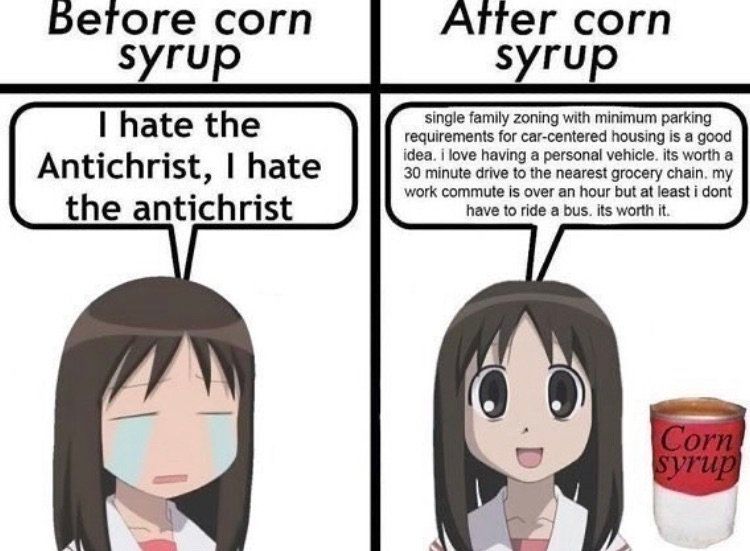 Before corn
syrup
After corn
syrup
I hate the
Antichrist, I hate
the antichrist
single family zoning with minimum parking
requirements for car-centered housing is a good
idea. i love having a personal vehicle. its worth a
30 minute drive to the nearest grocery chain. my
work commute is over an hour but at least i dont
have to ride a bus. its worth it.
Corn
syrup